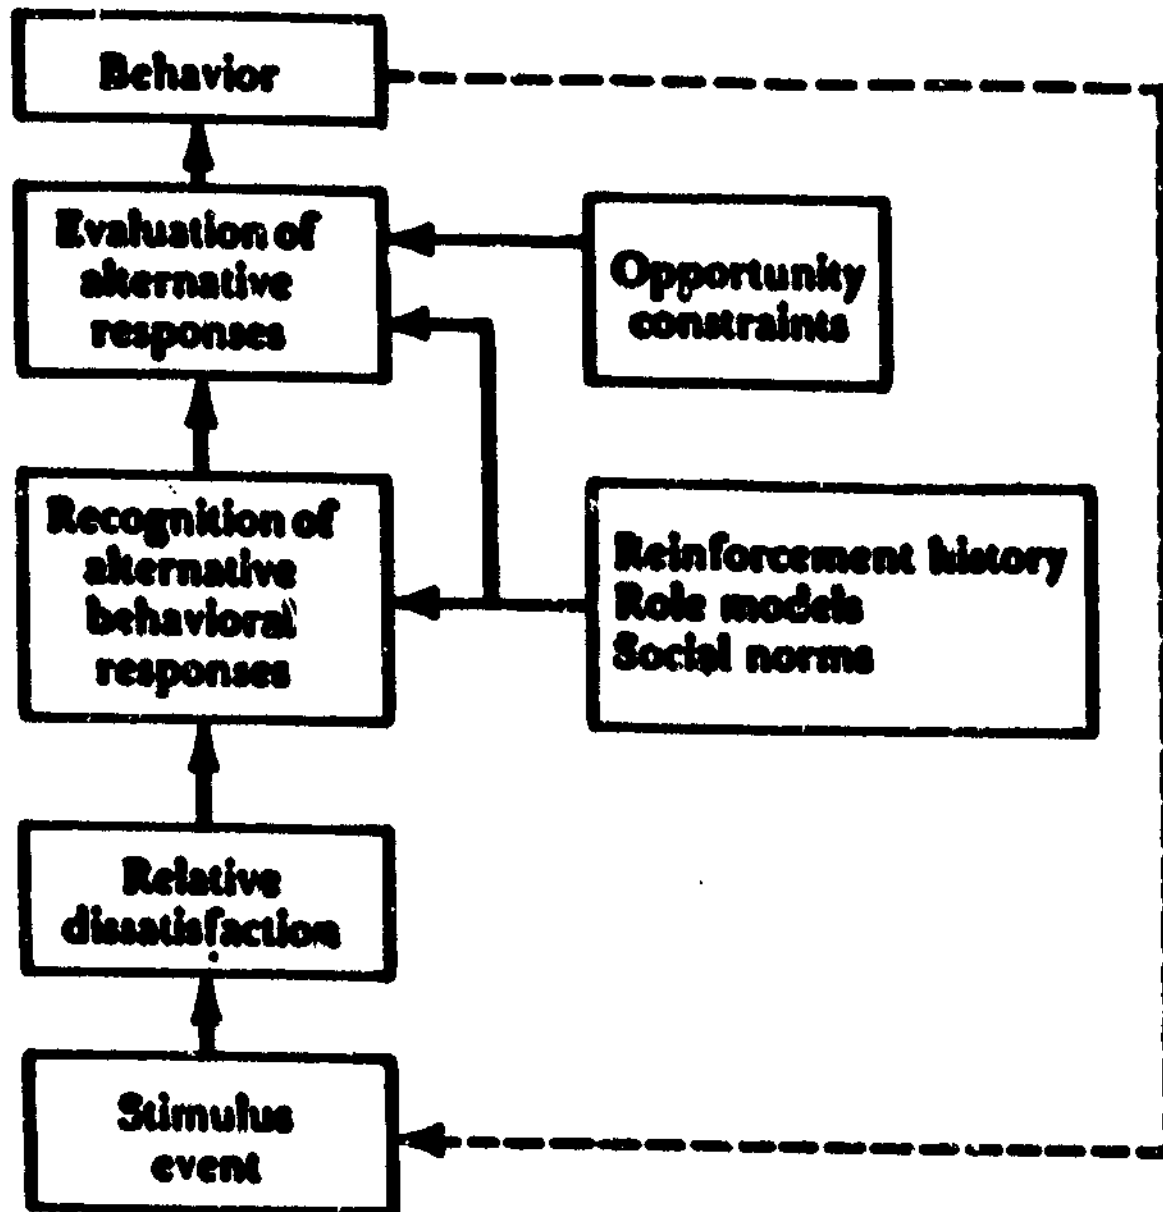 Behavior
Evaluation of
alternative
responses
Opportunity
constraints
Recognition of
alternative
behavioral
responses
Reinforcement history
Role models
Social norms
Relative
dissatisfaction
Stimulus
event